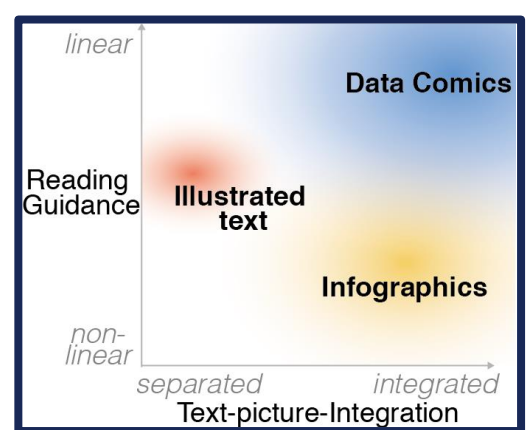 linear
Data Comics
Reading
Guidance
Illustrated
text
Infographics
non-
linear
separated
integrated
Text-picture-Integration